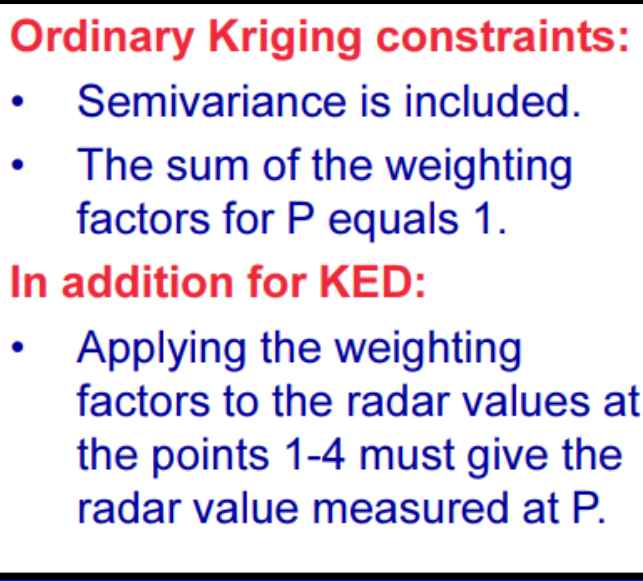 Ordinary Kriging constraints:
• Semivariance is included.
• The sum of the weighting
factors for P equals 1.
In addition for KED:
• Applying the weighting
factors to the radar values at
the points 1-4 must give the
radar value measured at P.